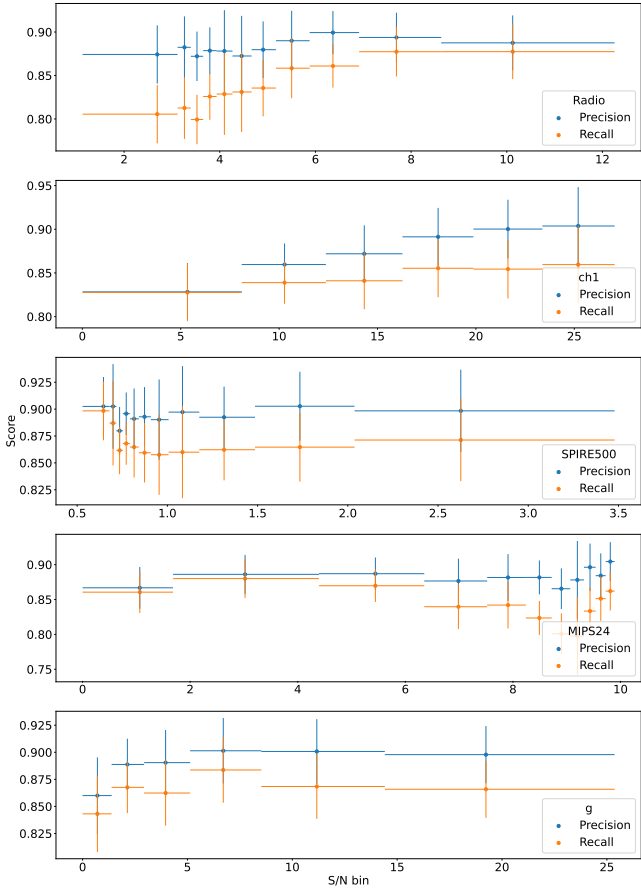 0.90
0.85
0.80
Radio
Precision
Recall
2 4 6 8 10 12
0.95
0.90
0.85
0.80
ch1
Precision
Recall
0 5 10 15 20 25
Score
0.925
0.900
0.875
0.850
0.825
SPIRE500
Precision
Recall
0.5 1.0 1.5 2.0 2.5 3.0 3.5
0.90
0.85
0.80
0.75
MIPS24
Precision
Recall
0 2 4 6 8 10
0.925
0.900
0.875
0.850
0.825
g
Precision
Recall
0 5 10 15 20 25
S/N bin